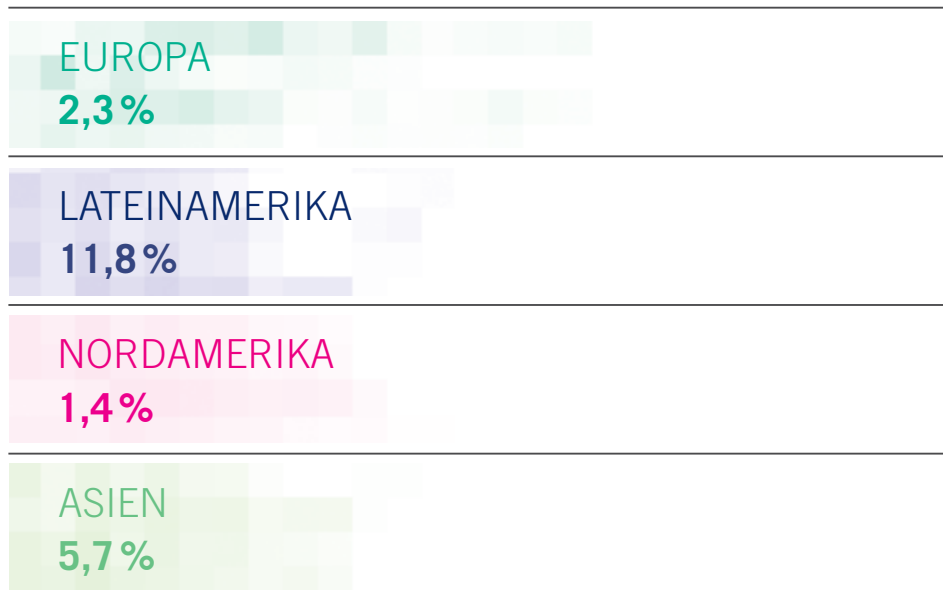 EUROPA
2,3 %
LATEINAMERIKA
11,8 %
NORDAMERIKA
1,4 %
ASIEN
5,7 %